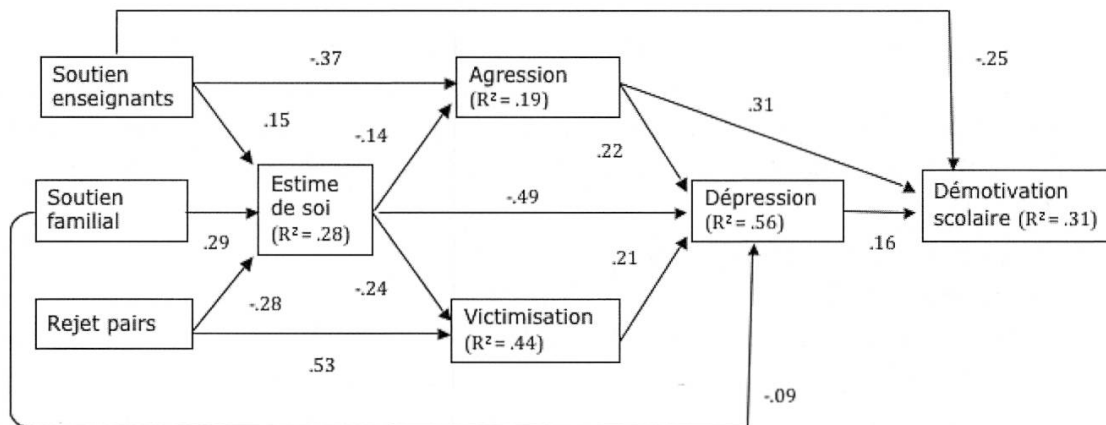 -.25
Soutien
enseignants
-.37
Agression
(R² = .19)
.15
-.14
.31
.22
Soutien
familial
Estime
de soi
(R² = .28)
-.49
Dépression
(R² = .56)
Démotivation
scolaire (R² = .31)
.29
.16
.21
-.28
-.24
Rejet pairs
Victimisation
(R² = .44)
.53
-.09